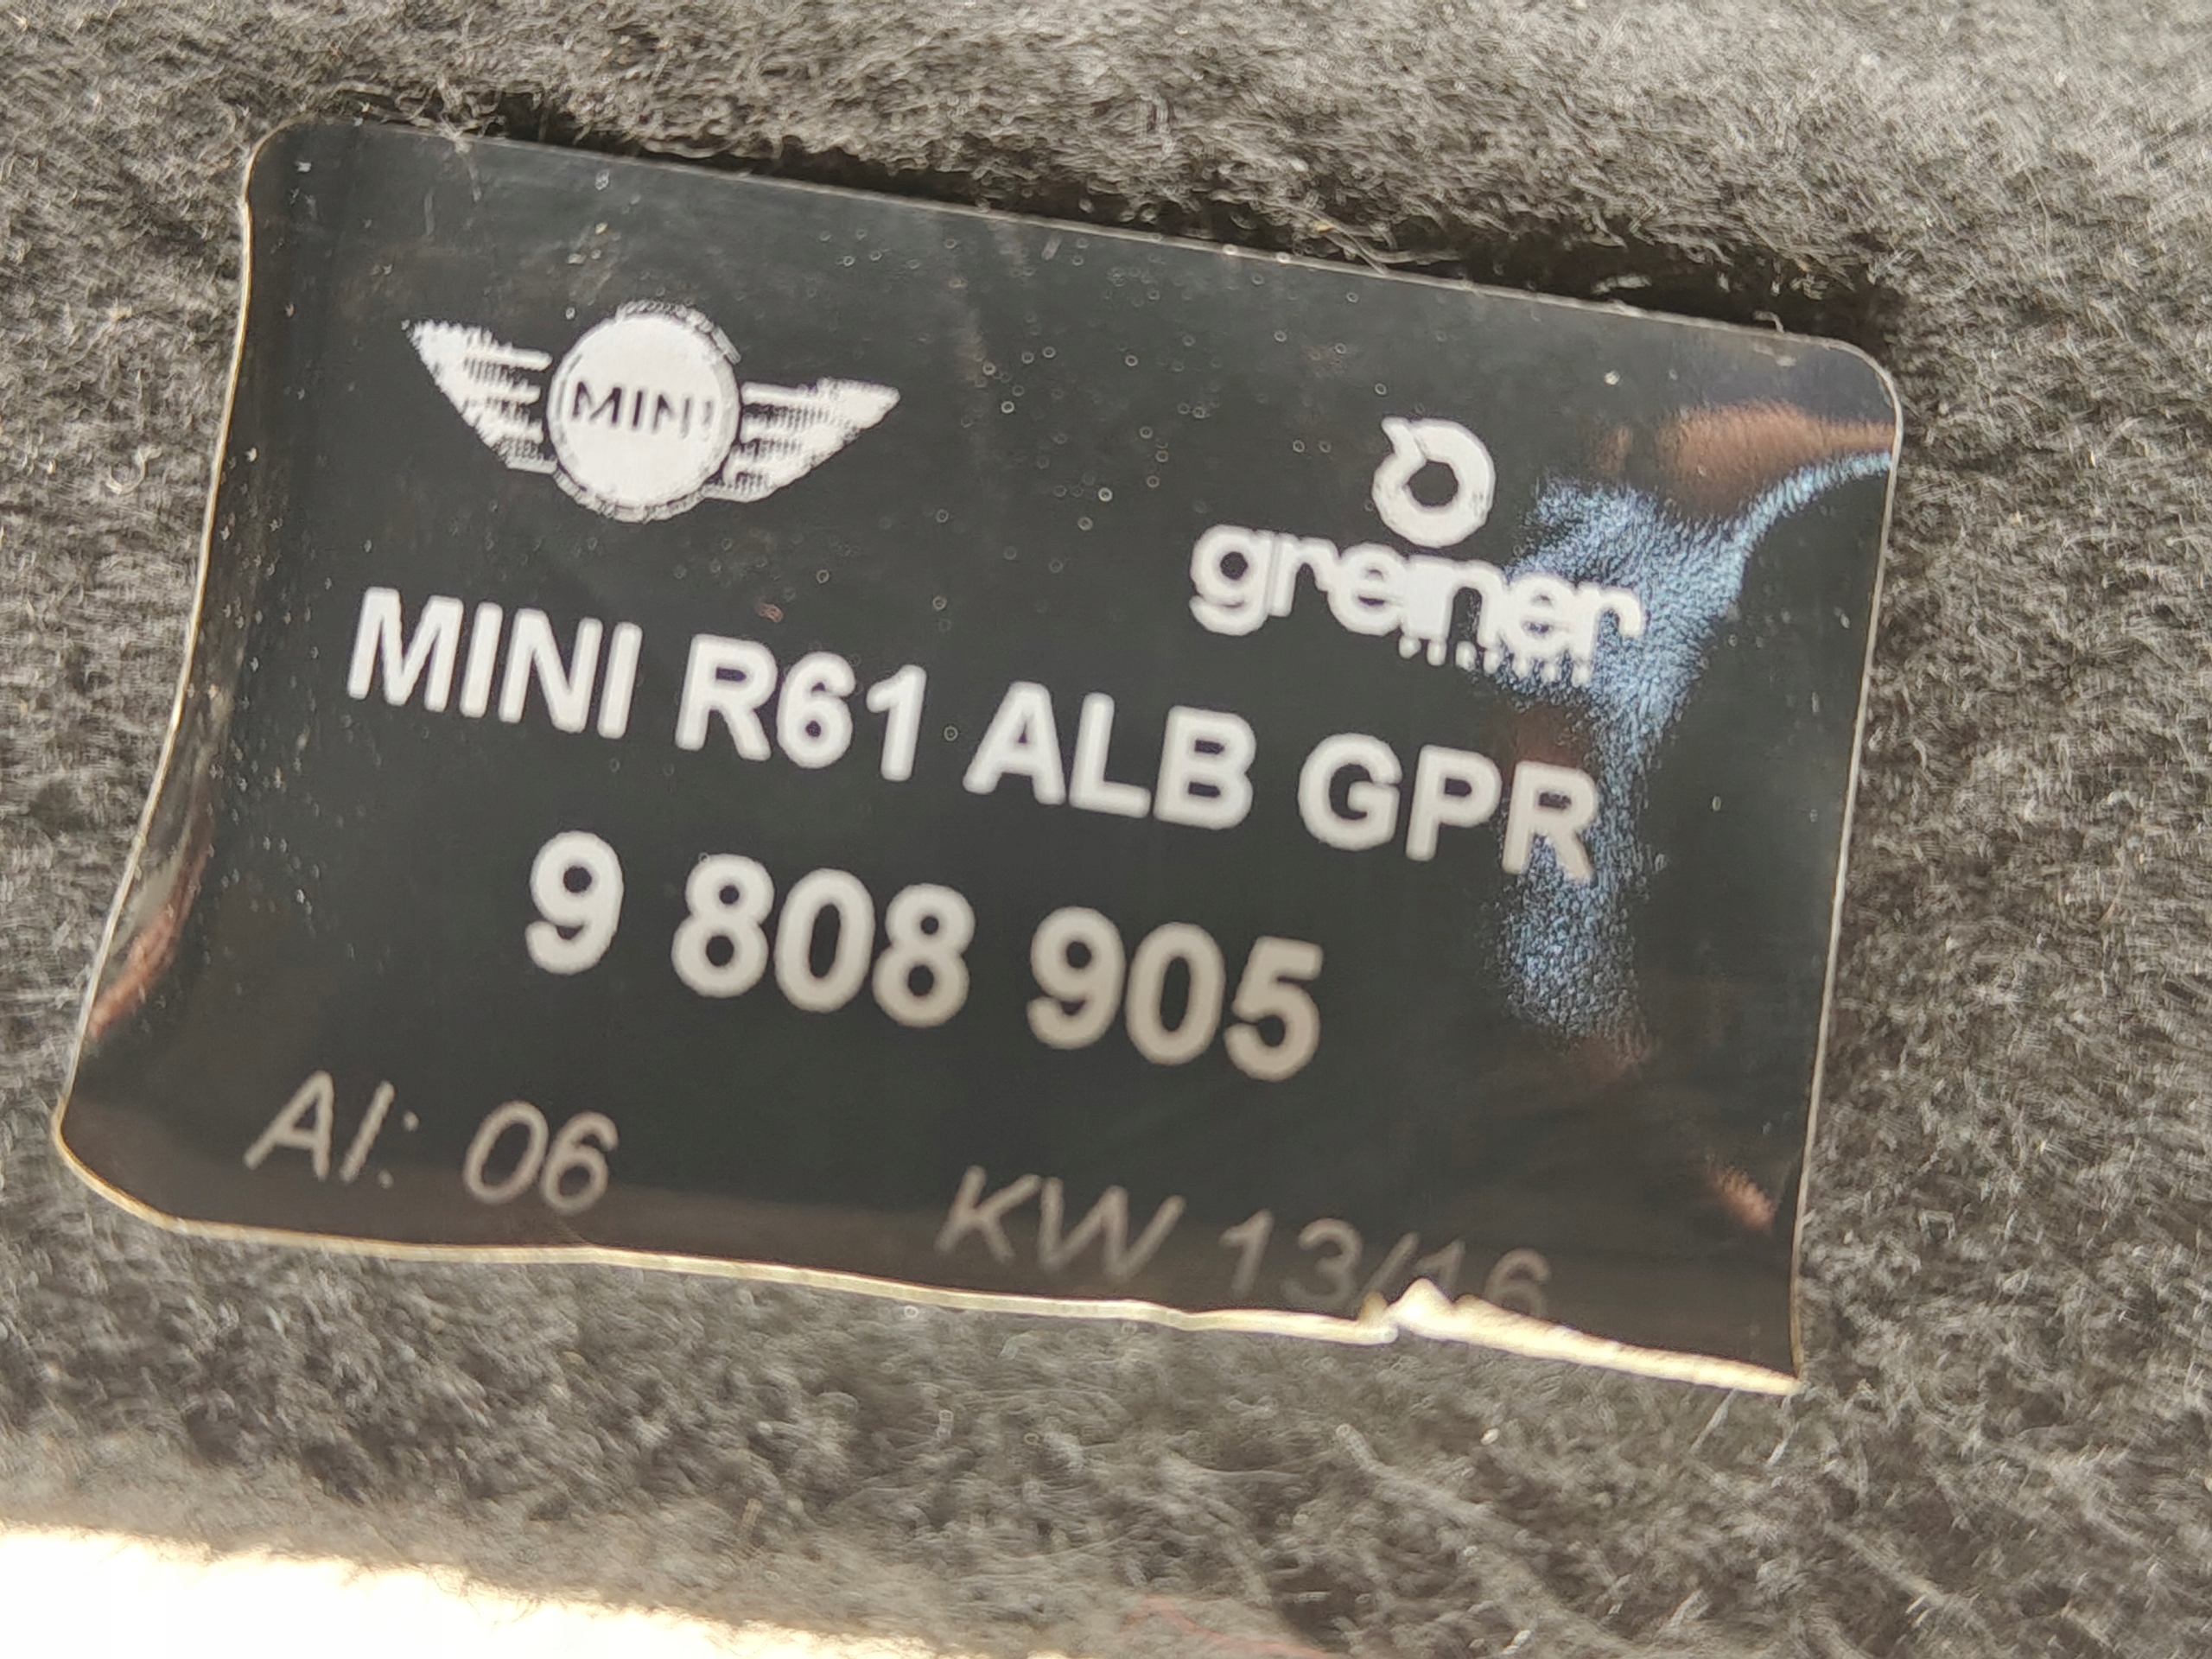 MINI
greiner
MINI R61 ALB GPR
9 808 905
AI: 06
KW 13/16